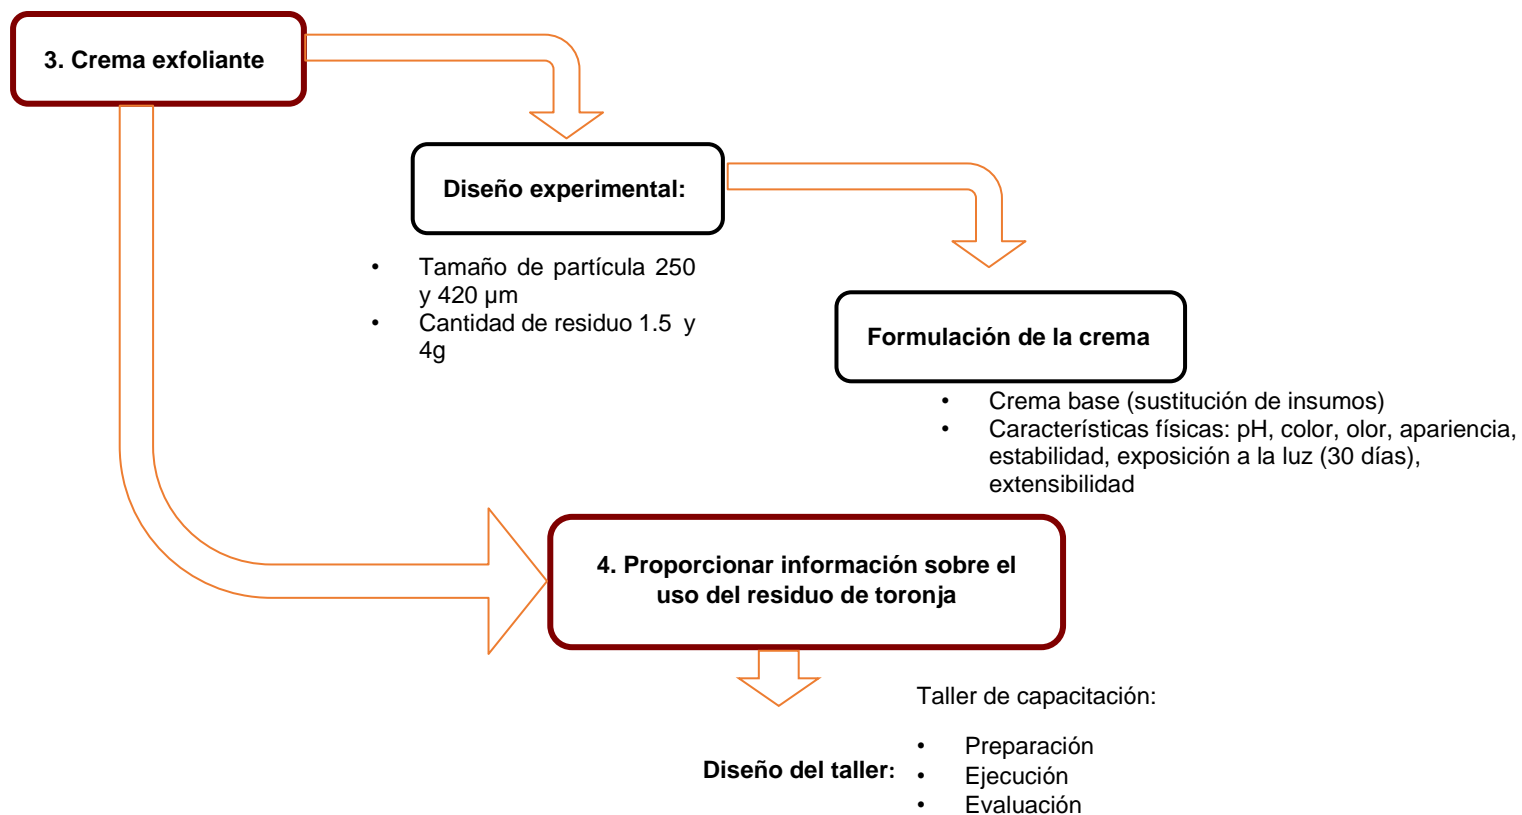 3. Crema exfoliante
Diseño experimental:
• Tamaño de partícula 250
y 420 µm
• Cantidad de residuo 1.5 y
4g
Formulación de la crema
• Crema base (sustitución de insumos)
• Características físicas: pH, color, olor, apariencia,
estabilidad, exposición a la luz (30 días),
extensibilidad
4. Proporcionar información sobre el
uso del residuo de toronja
Taller de capacitación:
Diseño del taller:
• Preparación
• Ejecución
• Evaluación